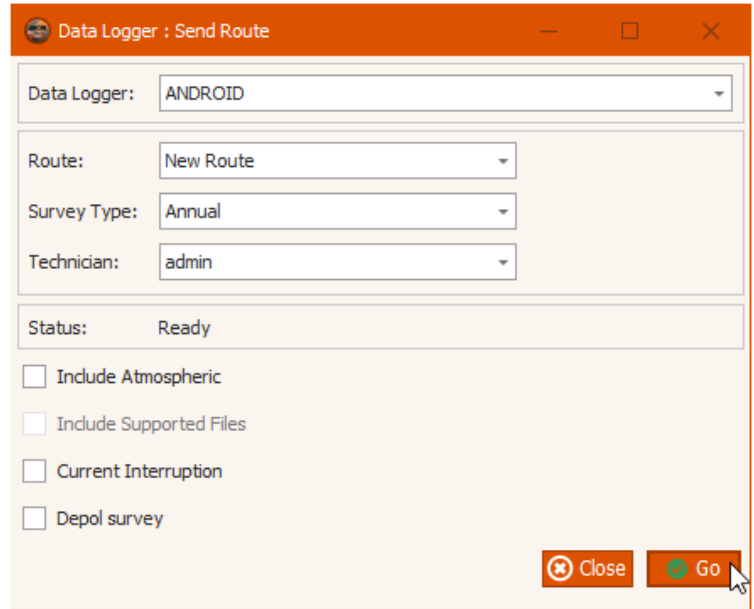 Data Logger : Send Route
Data Logger: ANDROID
Route: New Route
Survey Type: Annual
Technician: admin
Status: Ready
Include Atmospheric
Include Supported Files
Current Interruption
Depol survey
Close Go